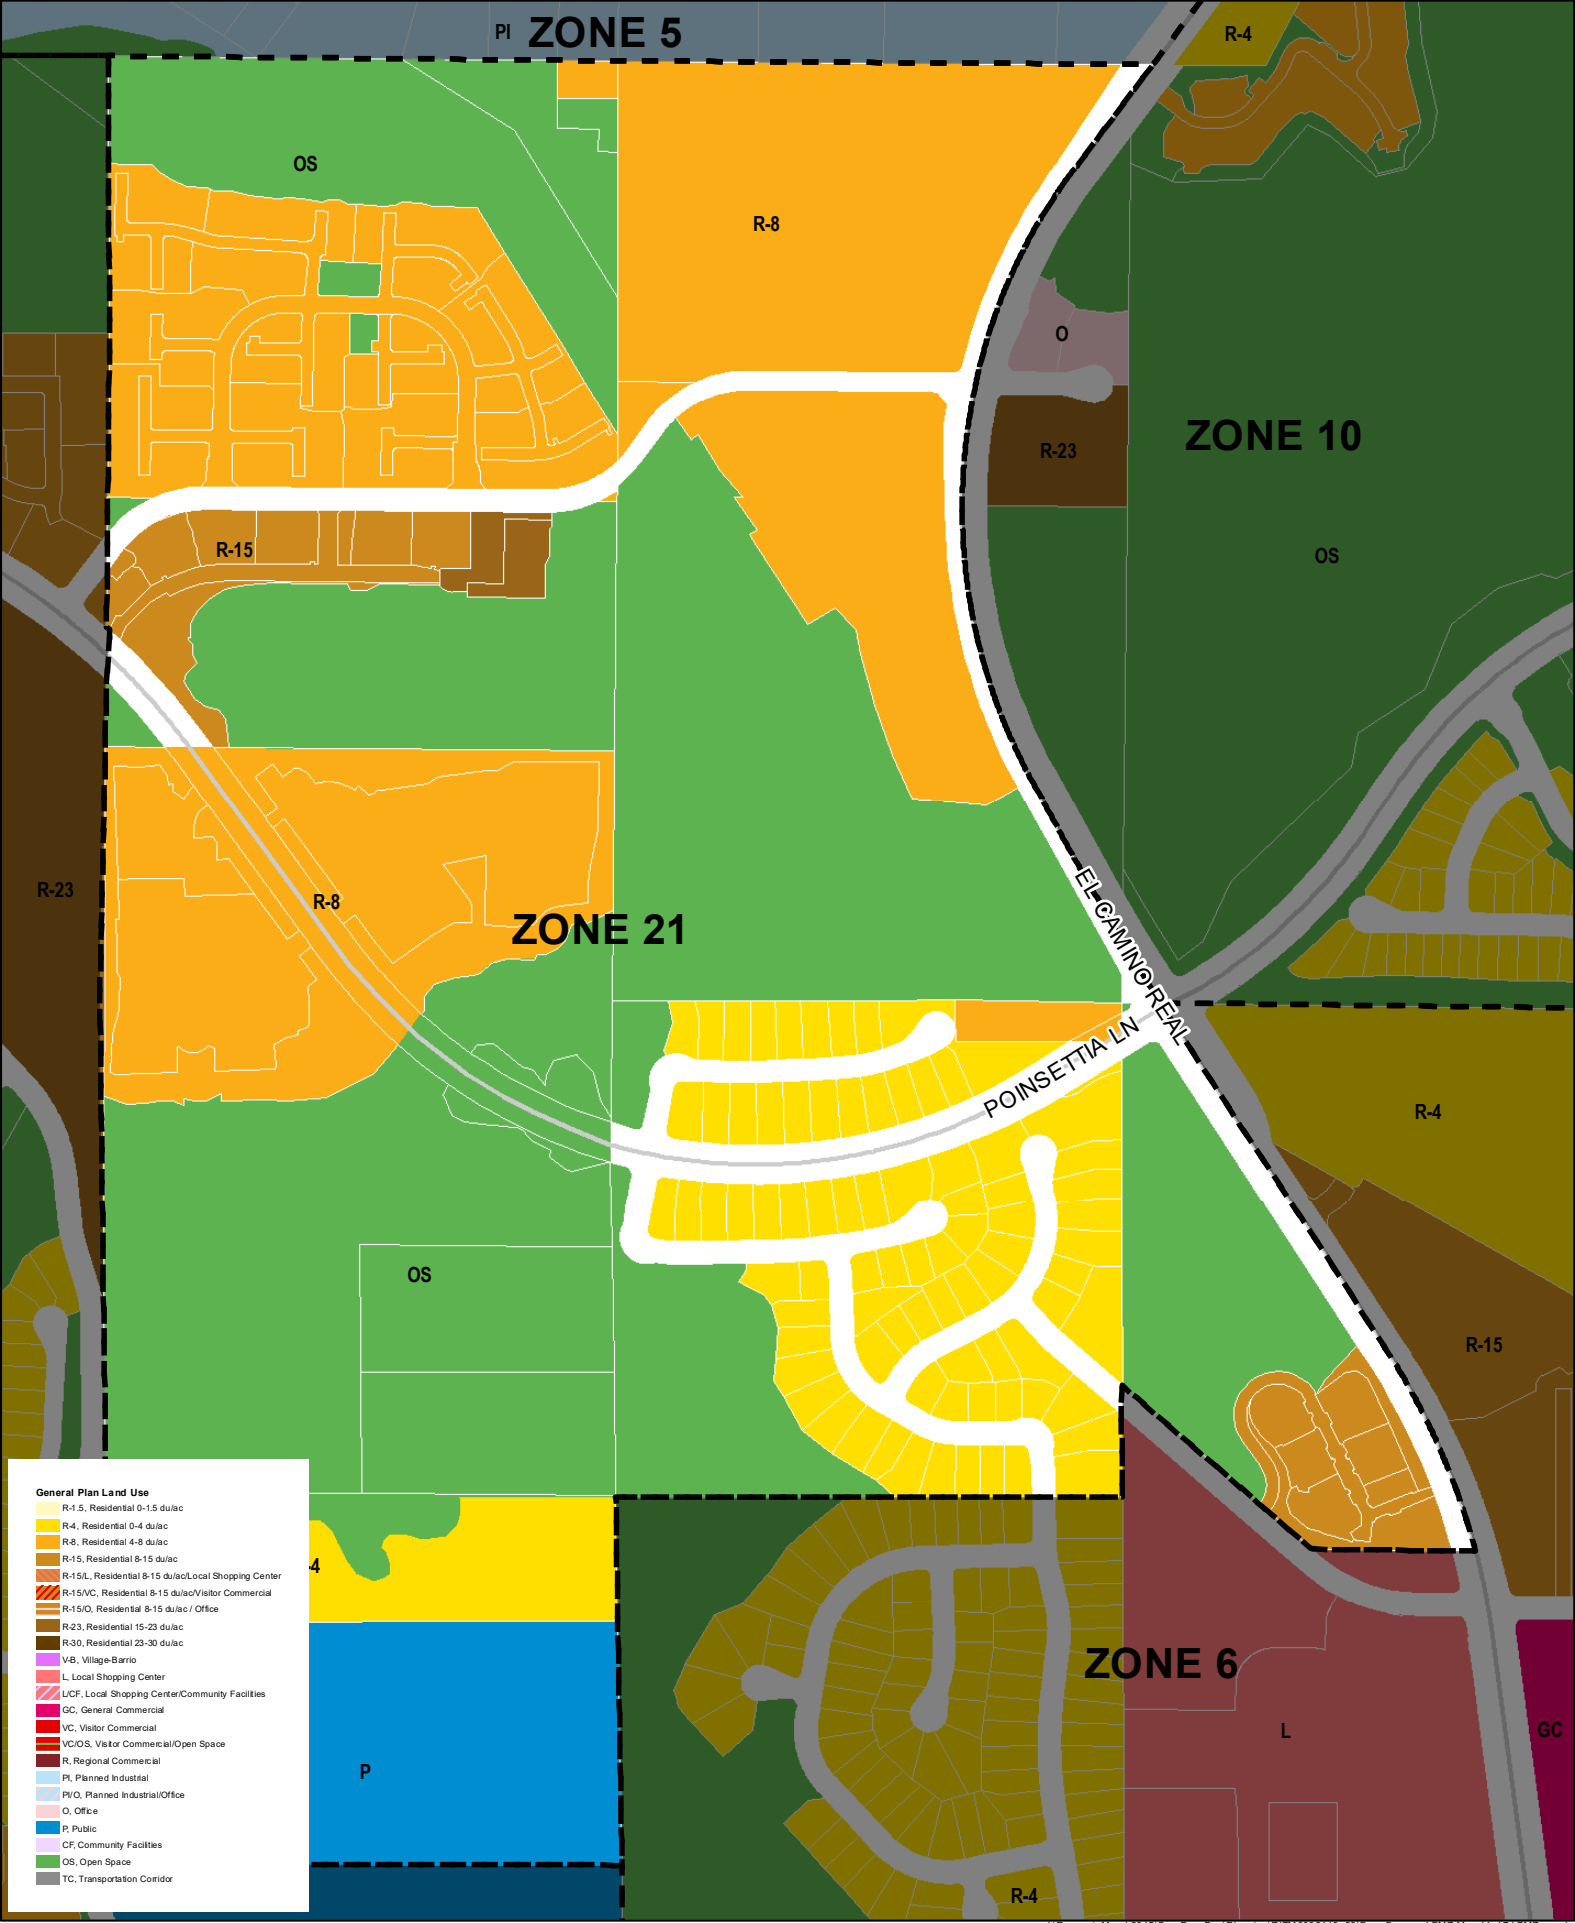 PI
ZONE 5
R-4
OS
R-8
O
ZONE 10
R-23
R-15
OS
R-23
R-8
ZONE 21
EL CAMINO REAL
POINSETTIA LN
R-4
OS
R-15
General Plan Land Use
R-1.5, Residential 0-1.5 du/ac
R-4, Residential 0-4 du/ac
R-8, Residential 4-8 du/ac
R-15, Residential 8-15 du/ac
R-15/L, Residential 8-15 du/ac/Local Shopping Center
R-15/VC, Residential 8-15 du/ac/Visitor Commercial
R-15/O, Residential 8-15 du/ac / Office
R-23, Residential 15-23 du/ac
R-30, Residential 23-30 du/ac
V-B, Village-Barrio
L, Local Shopping Center
L/CF, Local Shopping Center/Community Facilities
GC, General Commercial
VC, Visitor Commercial
VC/OS, Visitor Commercial/Open Space
R, Regional Commercial
PI, Planned Industrial
PI/O, Planned Industrial/Office
O, Office
P, Public
CF, Community Facilities
OS, Open Space
TC, Transportation Corridor
-4
ZONE 6
L
GC
P
R-4